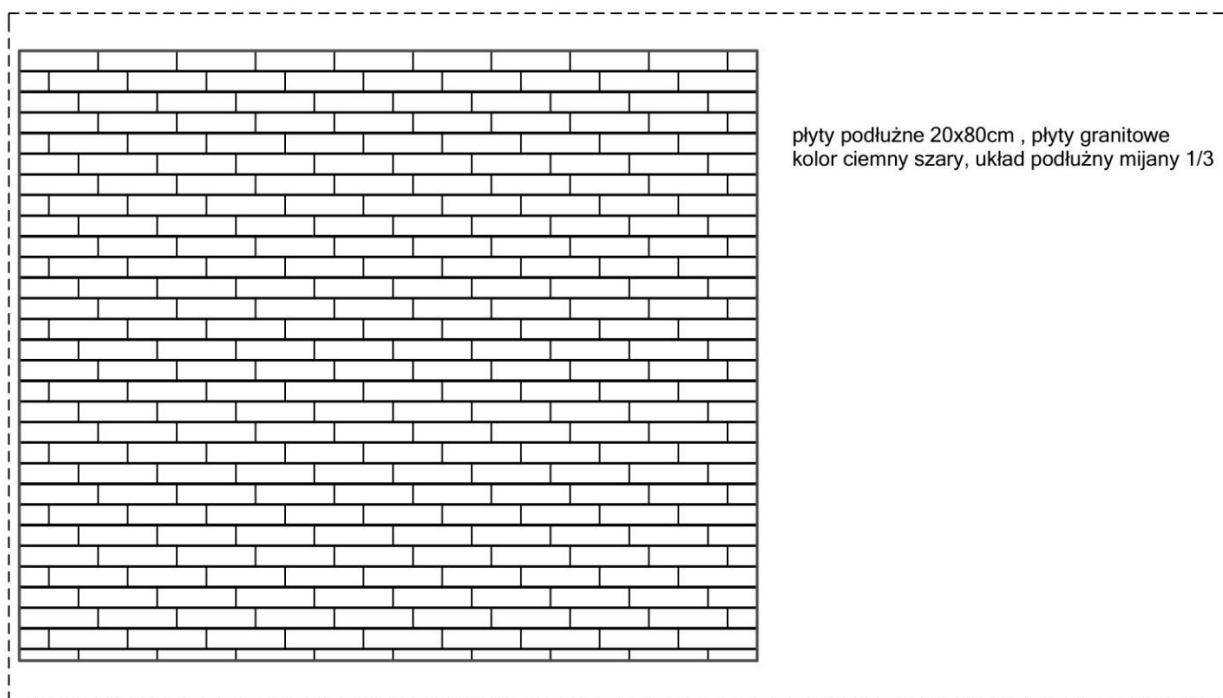 płyty podłużne 20x80cm , płyty granitowe
kolor ciemny szary, układ podłużny mijany 1/3